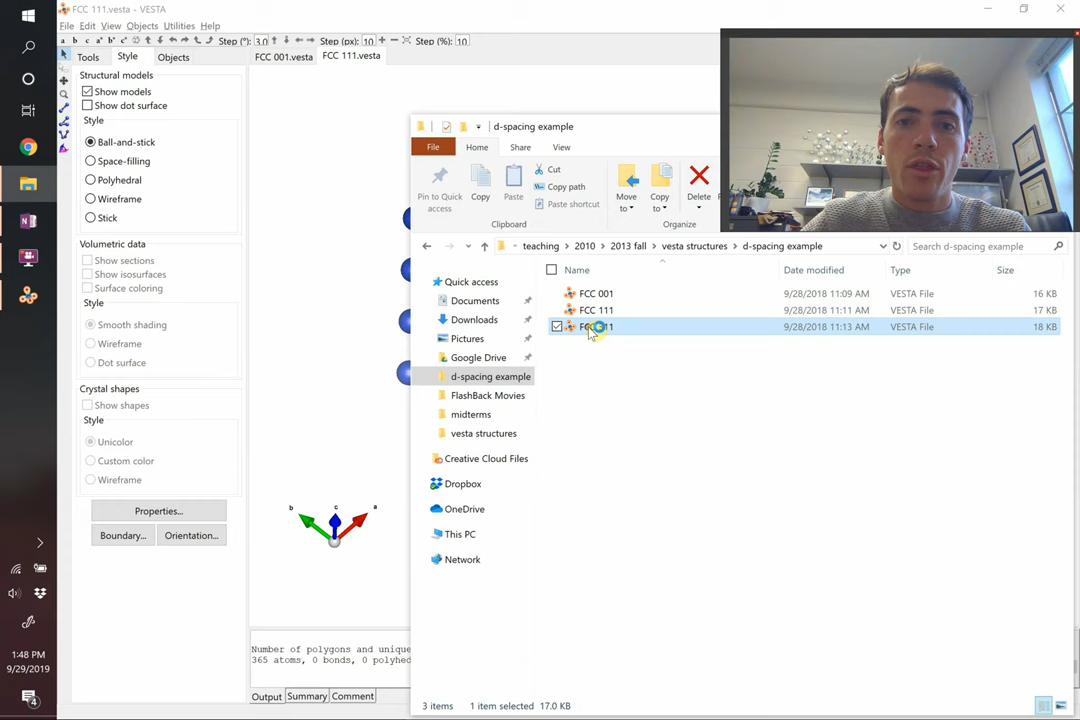 FCC 111.vesta - VESTA
File Edit View Objects Utilities Help
a b c a* b* c* Step (°): 3.0 Step (px): 10 Step (%): 10
Tools Style Objects
FCC 001.vesta FCC 111.vesta
Structural models
Show models
Show dot surface
Style
Ball-and-stick
Space-filling
Polyhedral
Wireframe
Stick
Volumetric data
Show sections
Show isosurfaces
Surface coloring
Style
Smooth shading
Wireframe
Dot surface
Crystal shapes
Show shapes
Style
Unicolor
Custom color
Wireframe
Properties...
Boundary... Orientation...
b c a
Number of polygons and unique
365 atoms, 0 bonds, 0 polyhed
Output Summary Comment
d-spacing example
File Home Share View
Pin to Quick access
Copy
Paste
Cut
Copy path
Paste shortcut
Clipboard
Move to
Copy to
Delete
Organize
teaching 2010 2013 fall vesta structures d-spacing example
Search d-spacing example
Quick access
Documents
Downloads
Pictures
Google Drive
d-spacing example
FlashBack Movies
midterms
vesta structures
Creative Cloud Files
Dropbox
OneDrive
This PC
Network
Name Date modified Type Size
FCC 001 9/28/2018 11:09 AM VESTA File 16 KB
FCC 111 9/28/2018 11:11 AM VESTA File 17 KB
9/28/2018 11:13 AM VESTA File 18 KB
3 items 1 item selected 17.0 KB
1:48 PM
9/29/2019
4